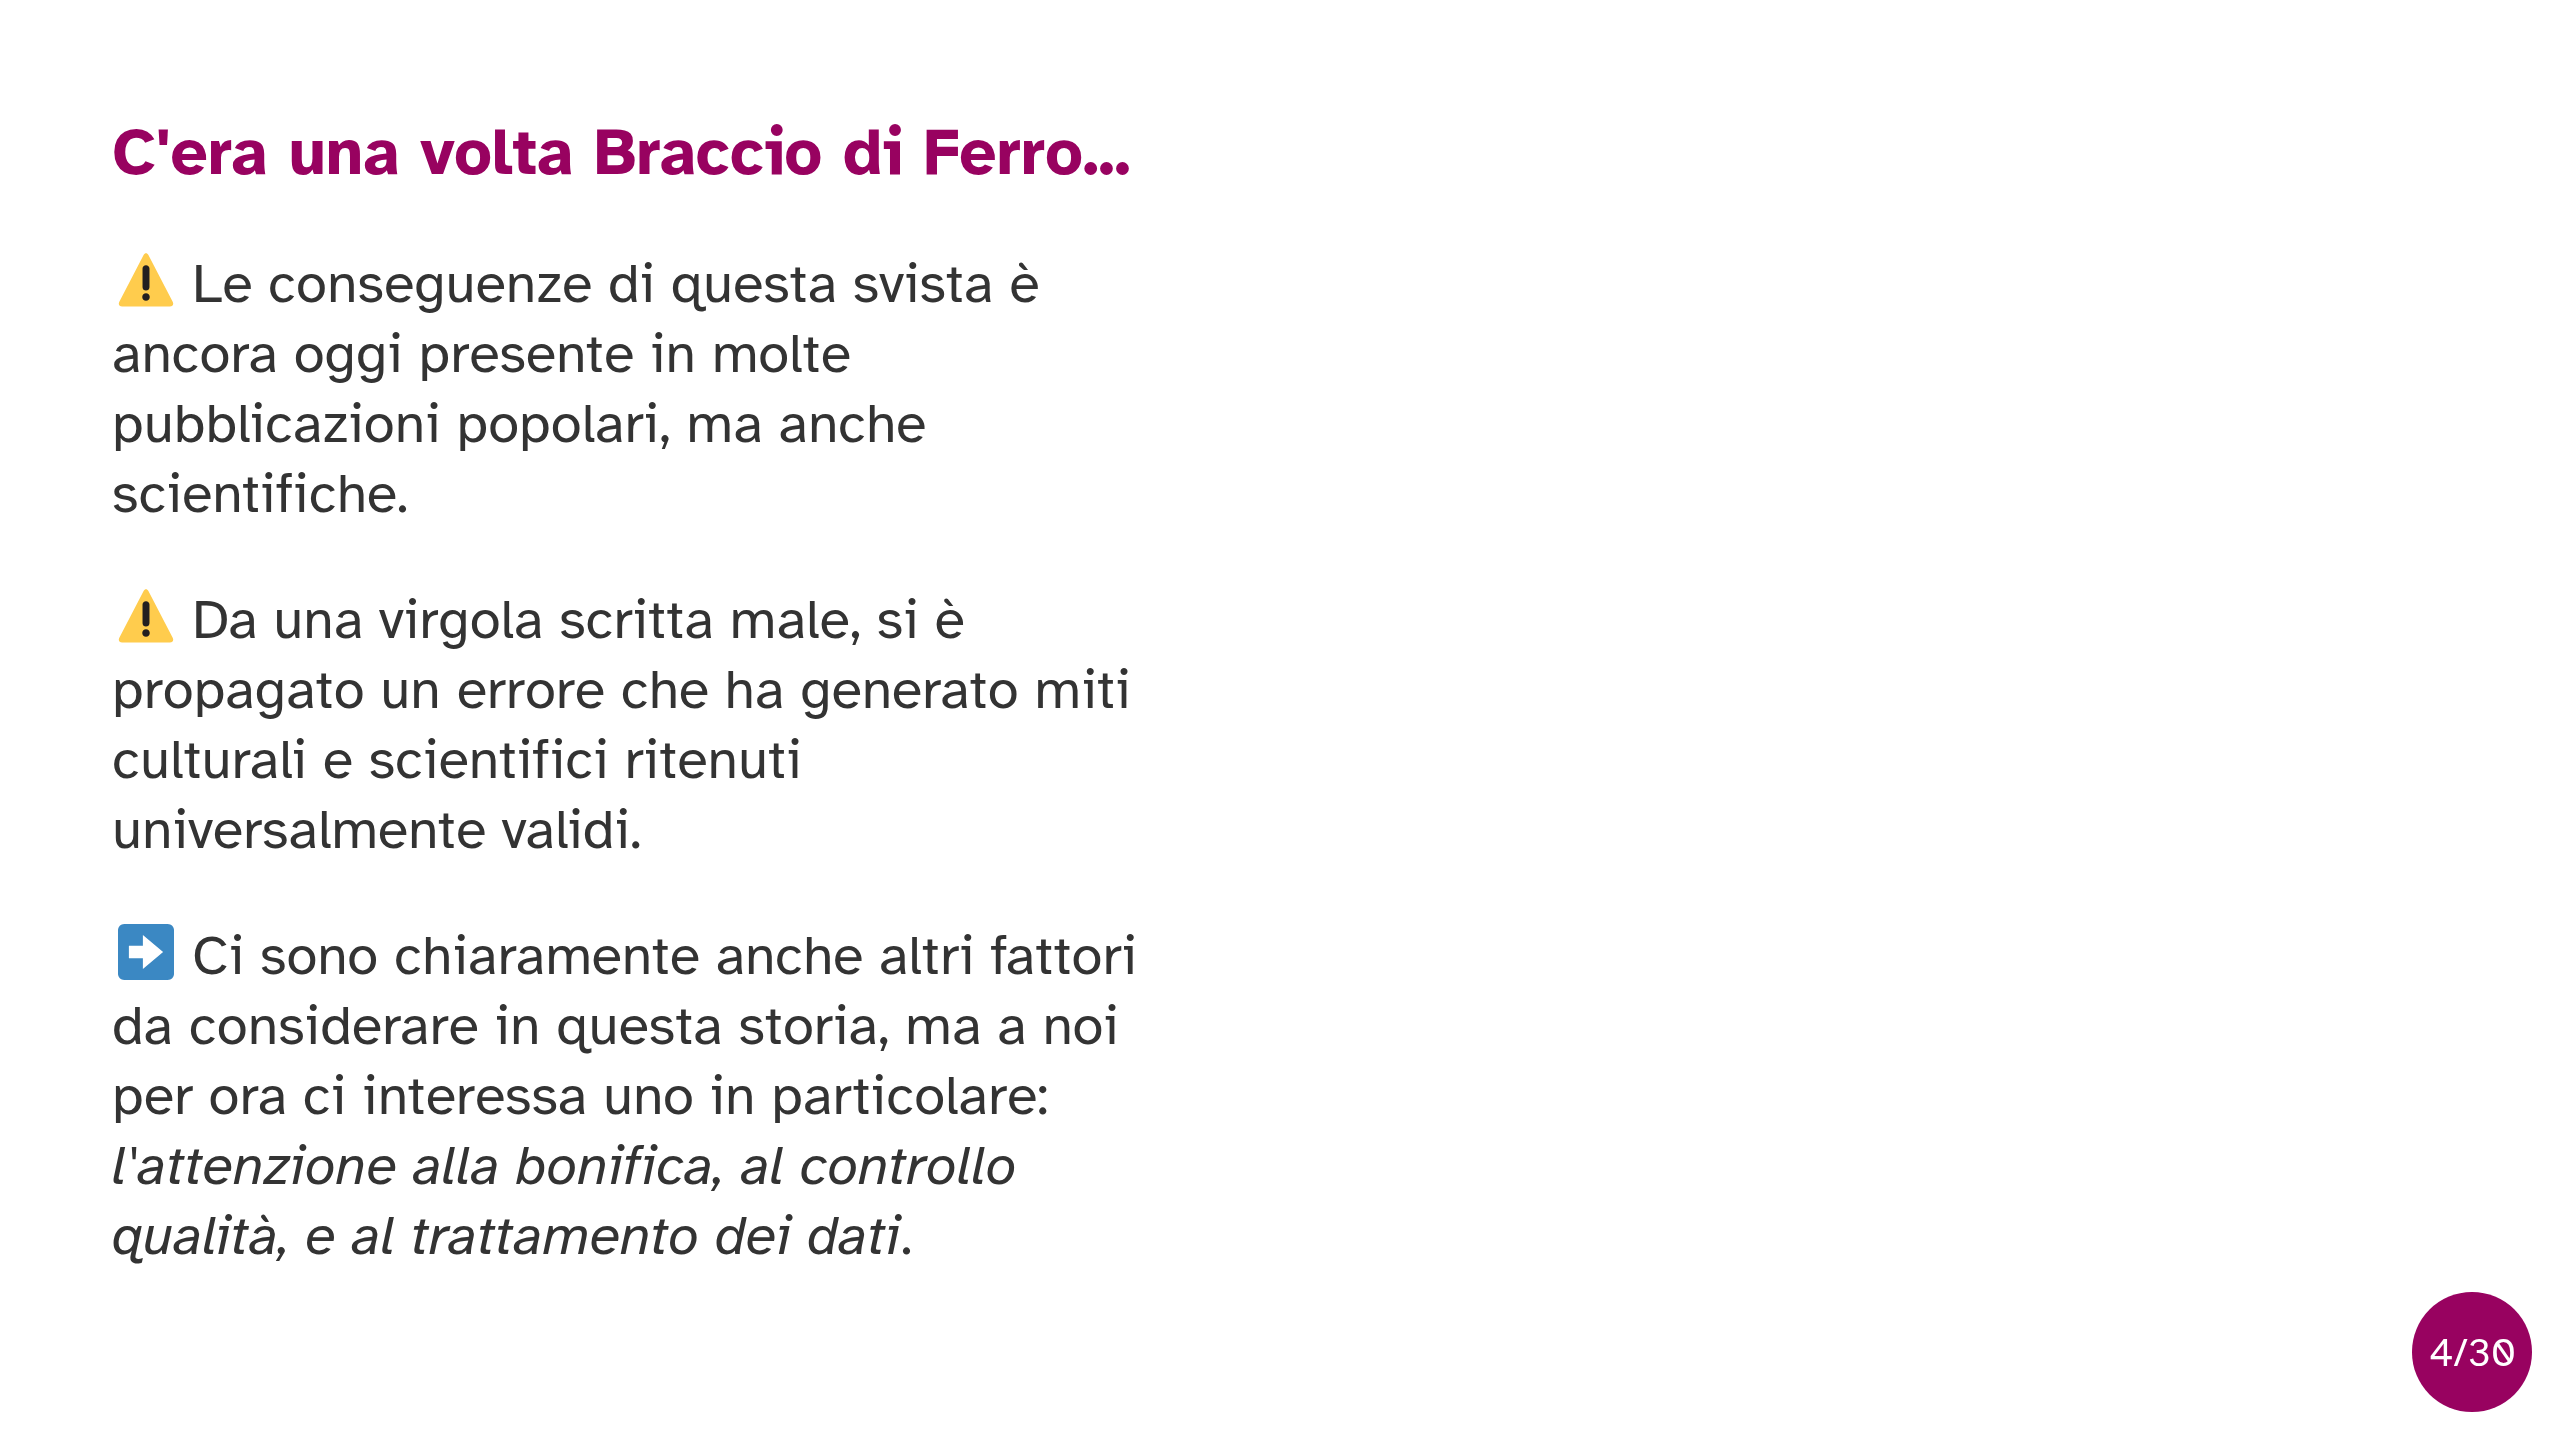 C'era una volta Braccio di Ferro...
⚠️ Le conseguenze di questa svista è
ancora oggi presente in molte
pubblicazioni popolari, ma anche
scientifiche.
⚠️ Da una virgola scritta male, si è
propagato un errore che ha generato miti
culturali e scientifici ritenuti
universalmente validi.
➡️ Ci sono chiaramente anche altri fattori
da considerare in questa storia, ma a noi
per ora ci interessa uno in particolare:
l'attenzione alla bonifica, al controllo
qualità, e al trattamento dei dati.
4/30